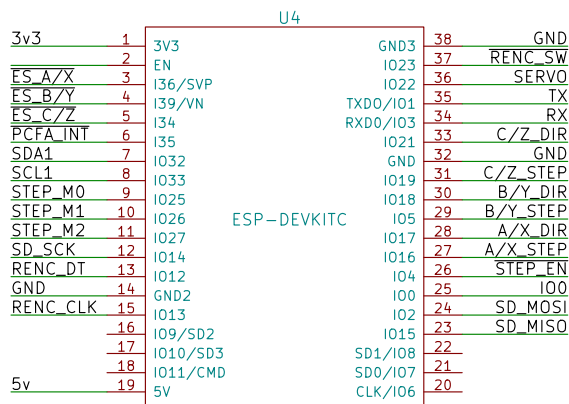 U4
3v3 1 3V3 GND3 38 GND
2 EN IO23 37 RENC_SW
ES_A/X 3 I36/SVP IO22 36 SERVO
ES_B/Y 4 I39/VN TXD0/IO1 35 TX
ES_C/Z 5 I34 RXD0/IO3 34 RX
PCFA_INT 6 I35 IO21 33 C/Z_DIR
SDA1 7 IO32 GND 32 GND
SCL1 8 IO33 IO19 31 C/Z_STEP
STEP_M0 9 IO25 IO18 30 B/Y_DIR
STEP_M1 10 IO26 ESP-DEVKITC IO5 29 B/Y_STEP
STEP_M2 11 IO27 IO17 28 A/X_DIR
SD_SCK 12 IO14 IO16 27 A/X_STEP
RENC_DT 13 IO12 IO4 26 STEP_EN
GND 14 GND2 IO0 25 IO0
RENC_CLK 15 IO13 IO2 24 SD_MOSI
16 IO9/SD2 IO15 23 SD_MISO
17 IO10/SD3 SD1/IO8 22
18 IO11/CMD SD0/IO7 21
5v 19 5V CLK/IO6 20